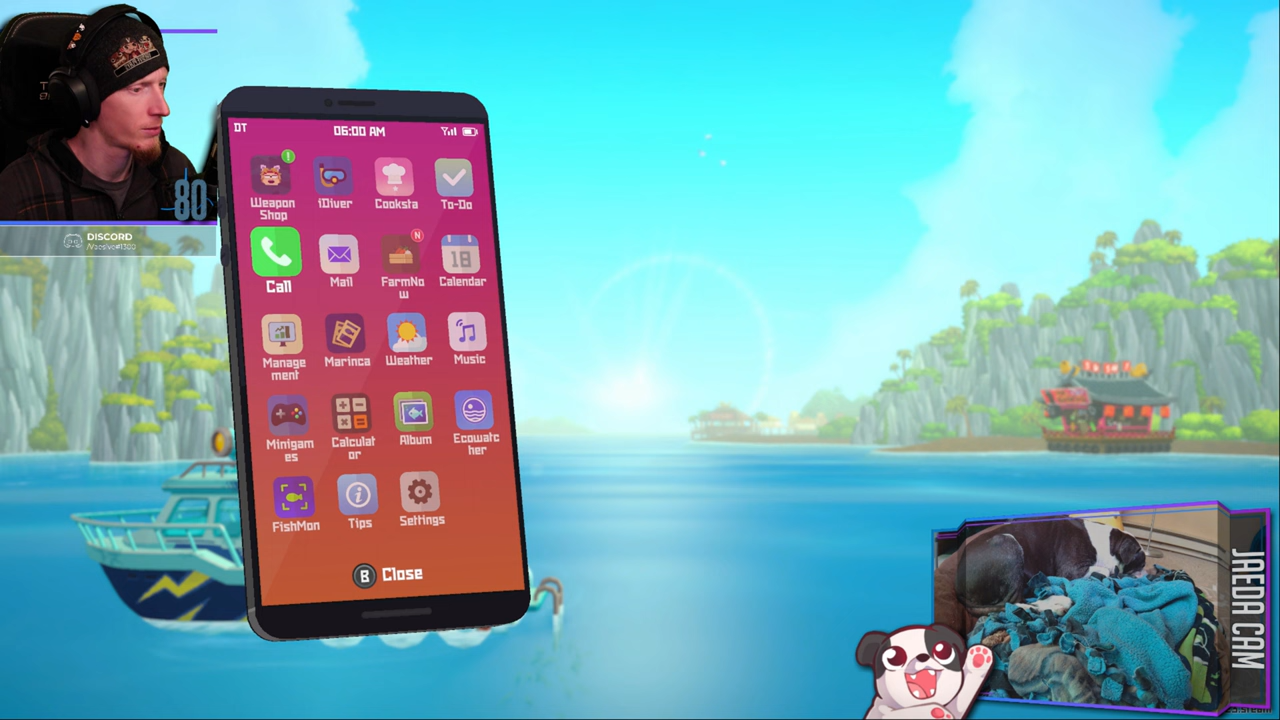 80
DISCORD
DT
06:00 AM
Weapon
Shop
iDiver
Cooksta
To-Do
Call
Mail
FarmNo
w
N
18
Calendar
Manage
ment
Marinca
Weather
Music
Minigam
es
Calculat
or
Album
Ecowatc
her
FishMon
Tips
Settings
B Close
JAEDA CAM